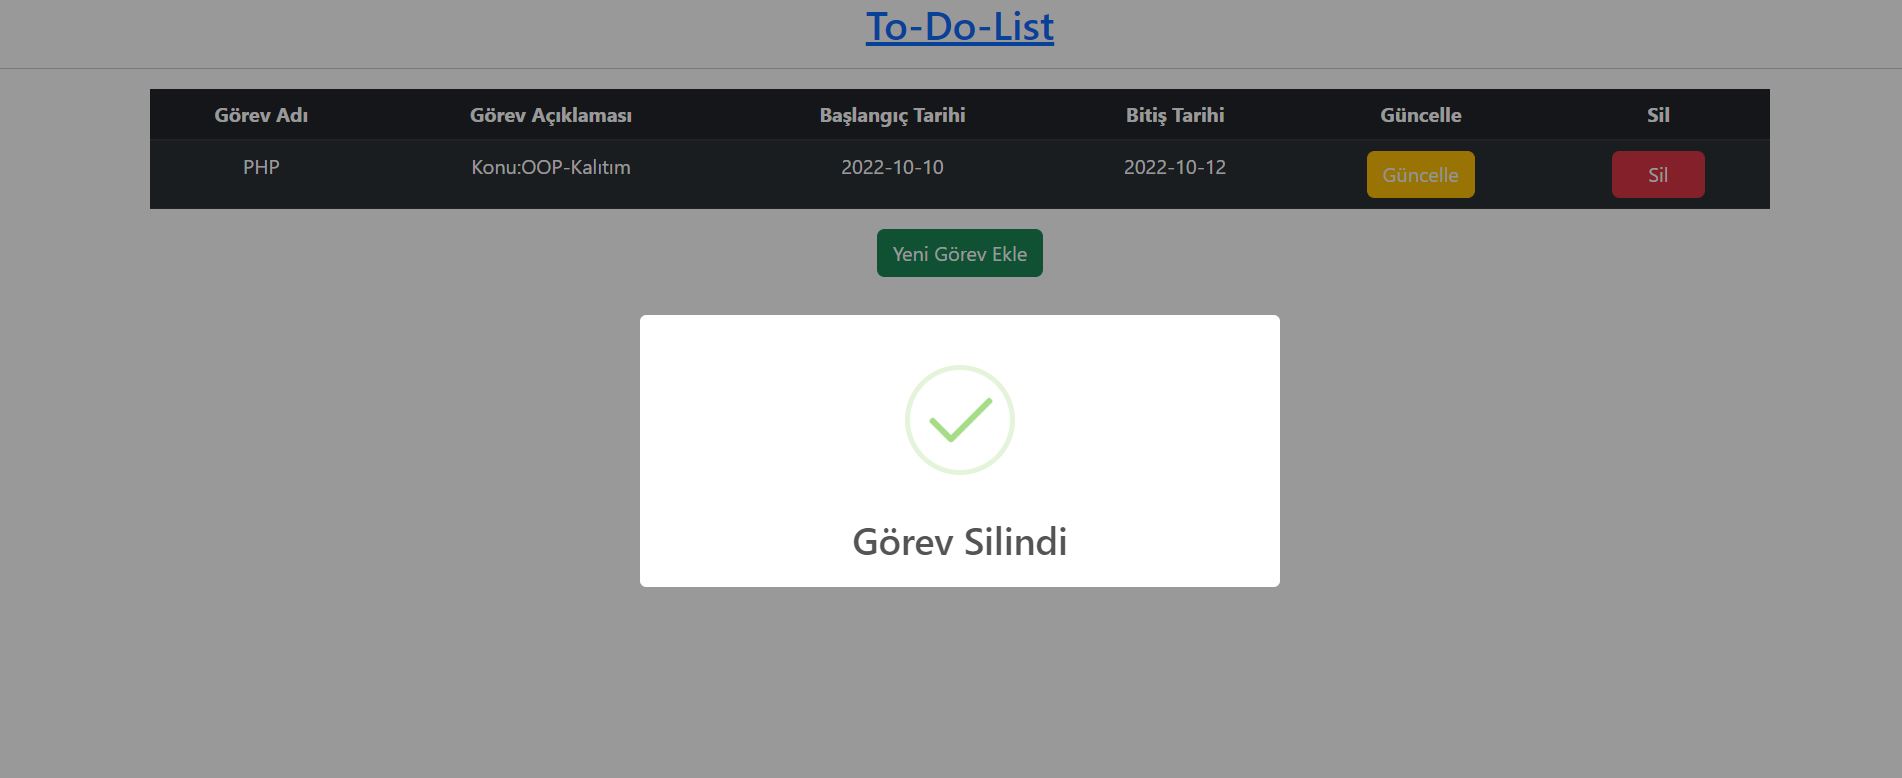 To-Do-List
Görev Adı Görev Açıklaması Başlangıç Tarihi Bitiş Tarihi Güncelle Sil
PHP Konu:OOP-Kalıtım 2022-10-10 2022-10-12 Güncelle Sil
Yeni Görev Ekle
Görev Silindi